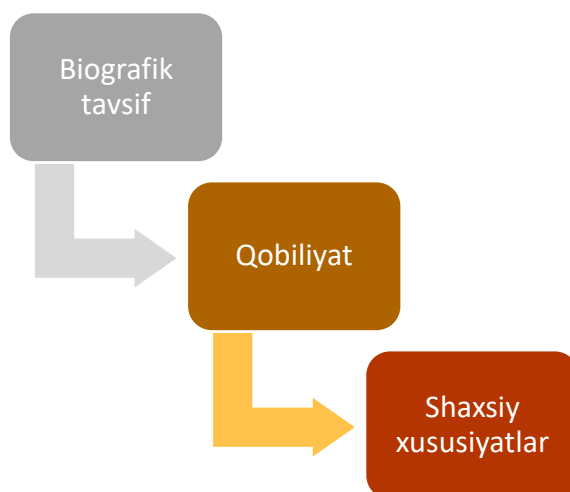 Biografik
tavsif
Qobiliyat
Shaxsiy
xususiyatlar